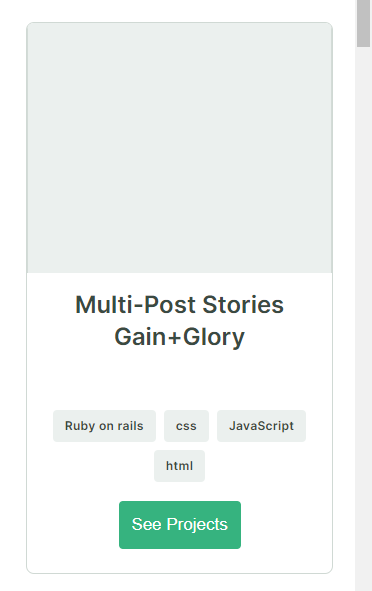 Multi-Post Stories
Gain+Glory
Ruby on rails css JavaScript
html
See Projects